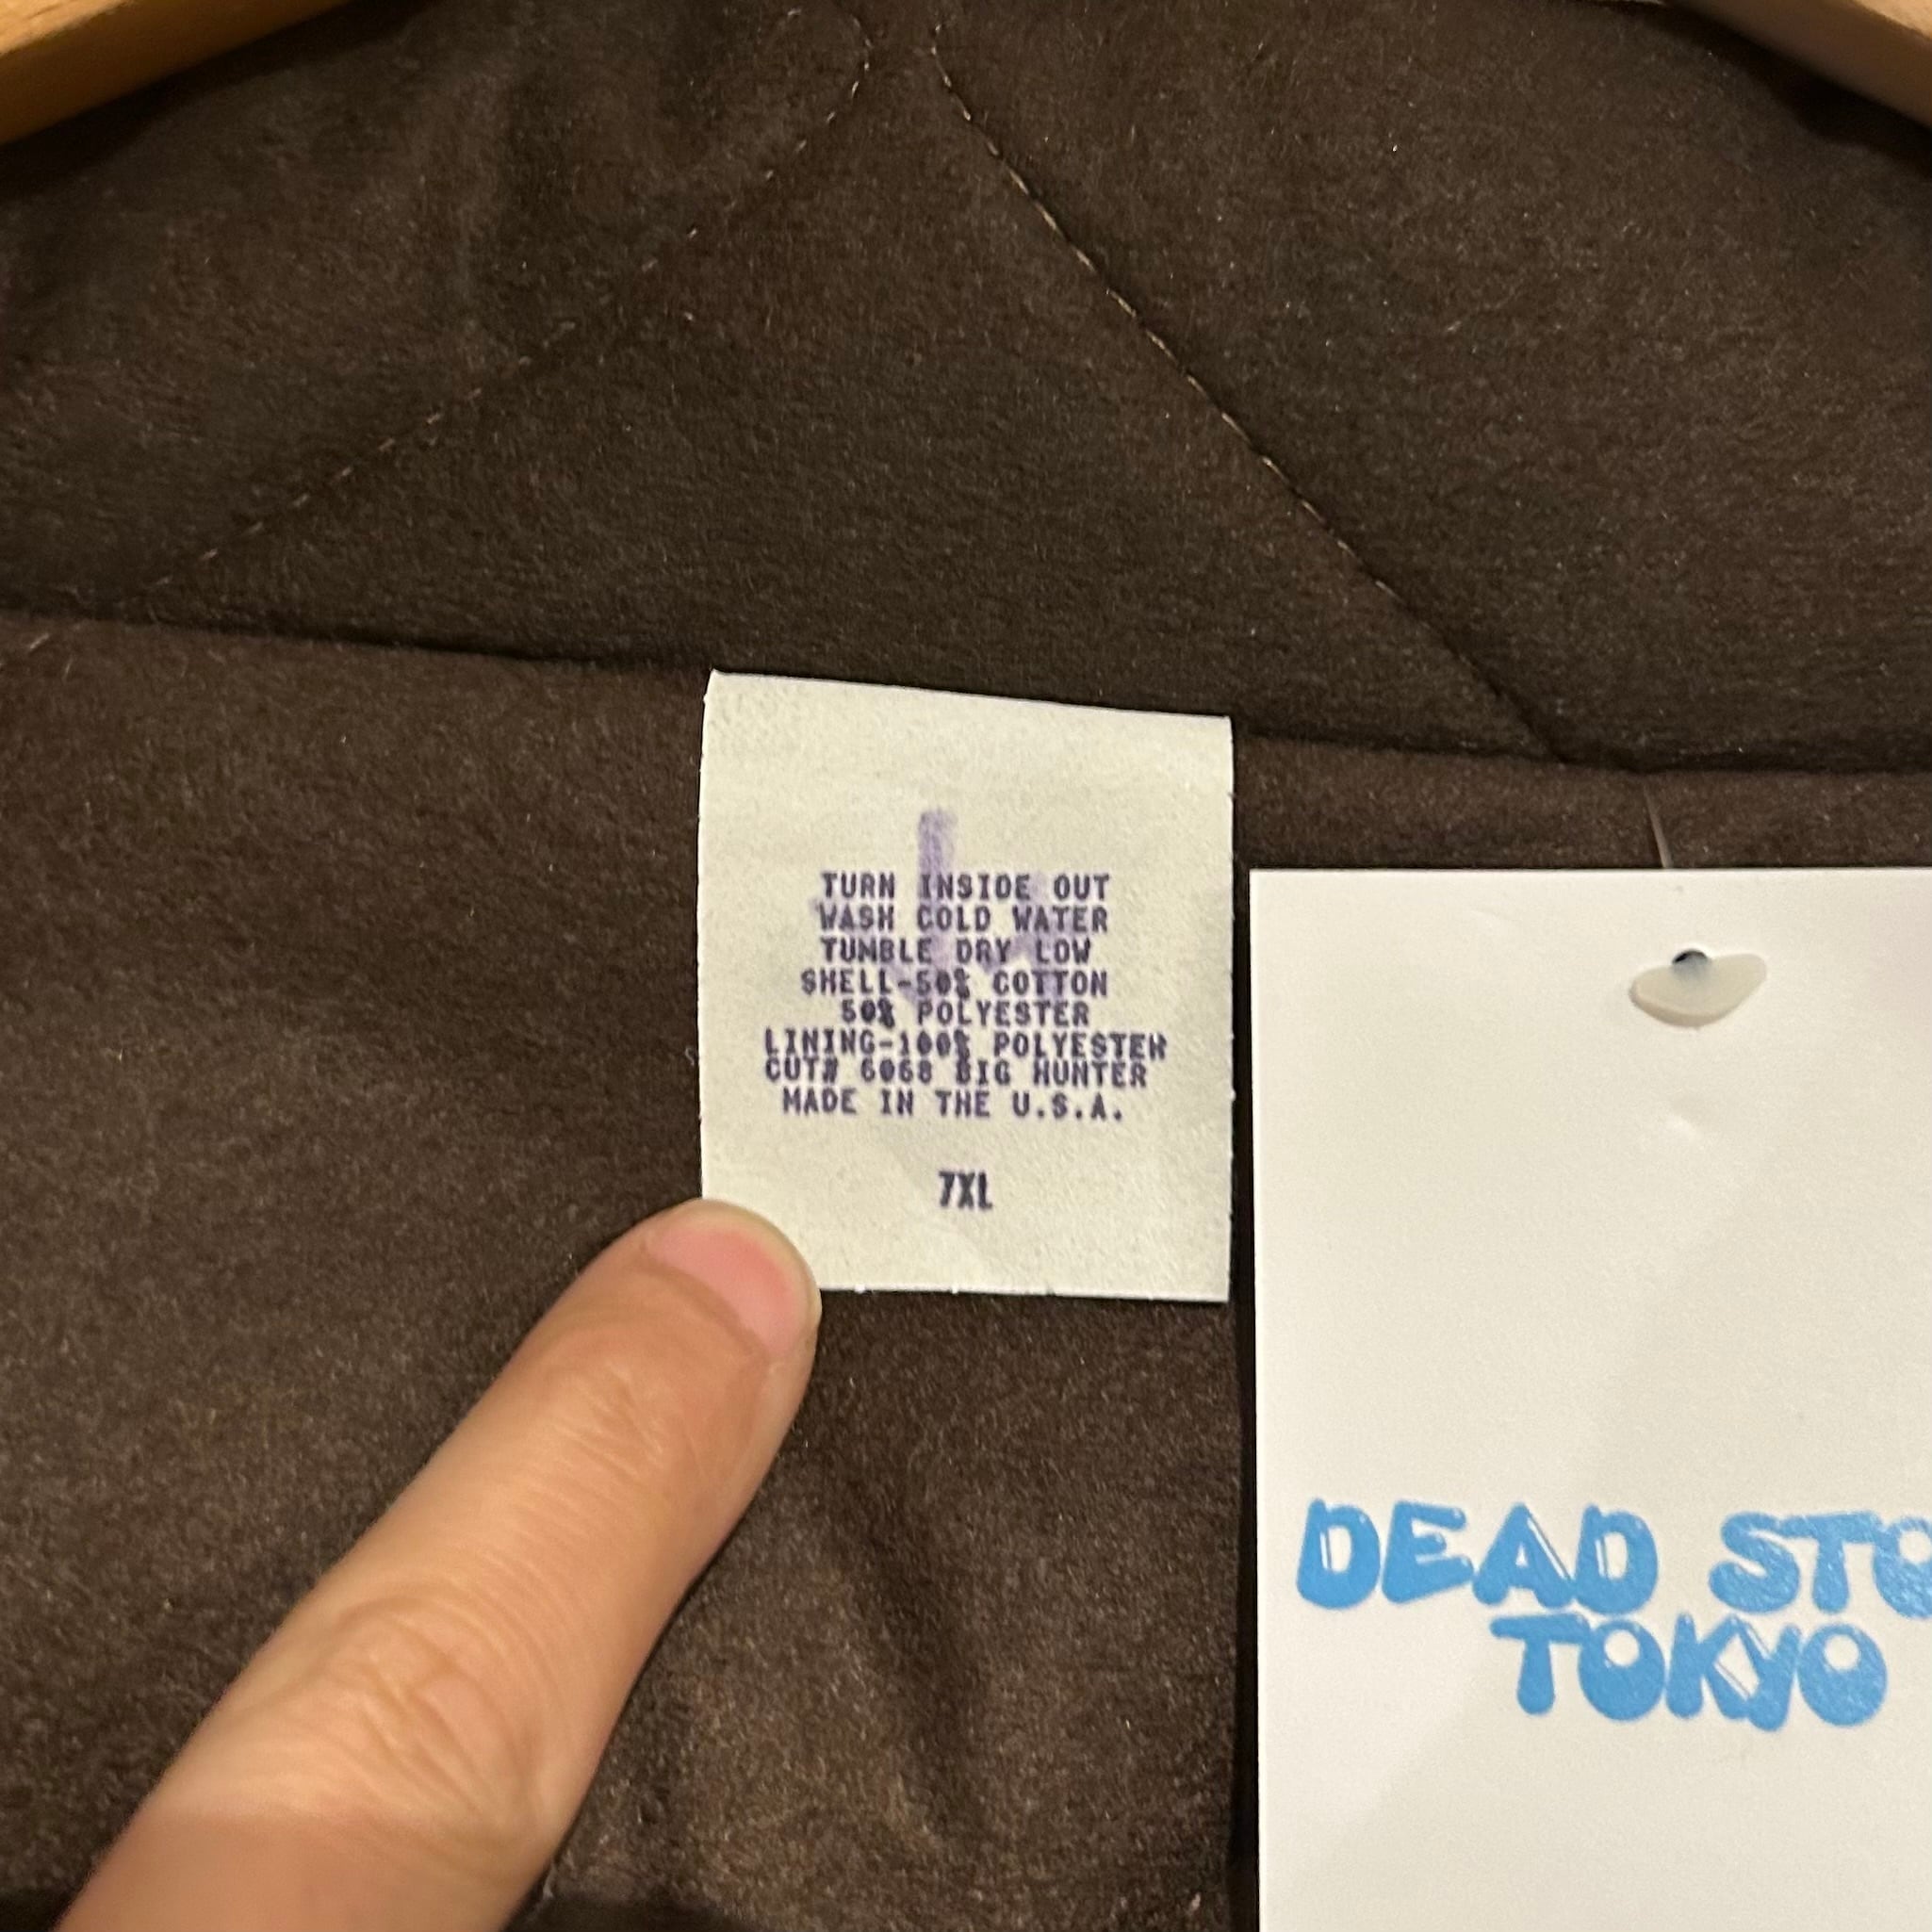 TURN INSIDE OUT
WASH COLD WATER
TUMBLE DRY LOW
SHELL-50% COTTON
50% POLYESTER
LINING-100% POLYESTER
CUT# 6068 BIG HUNTER
MADE IN THE U.S.A.
7XL
DEAD STO
TOKYO